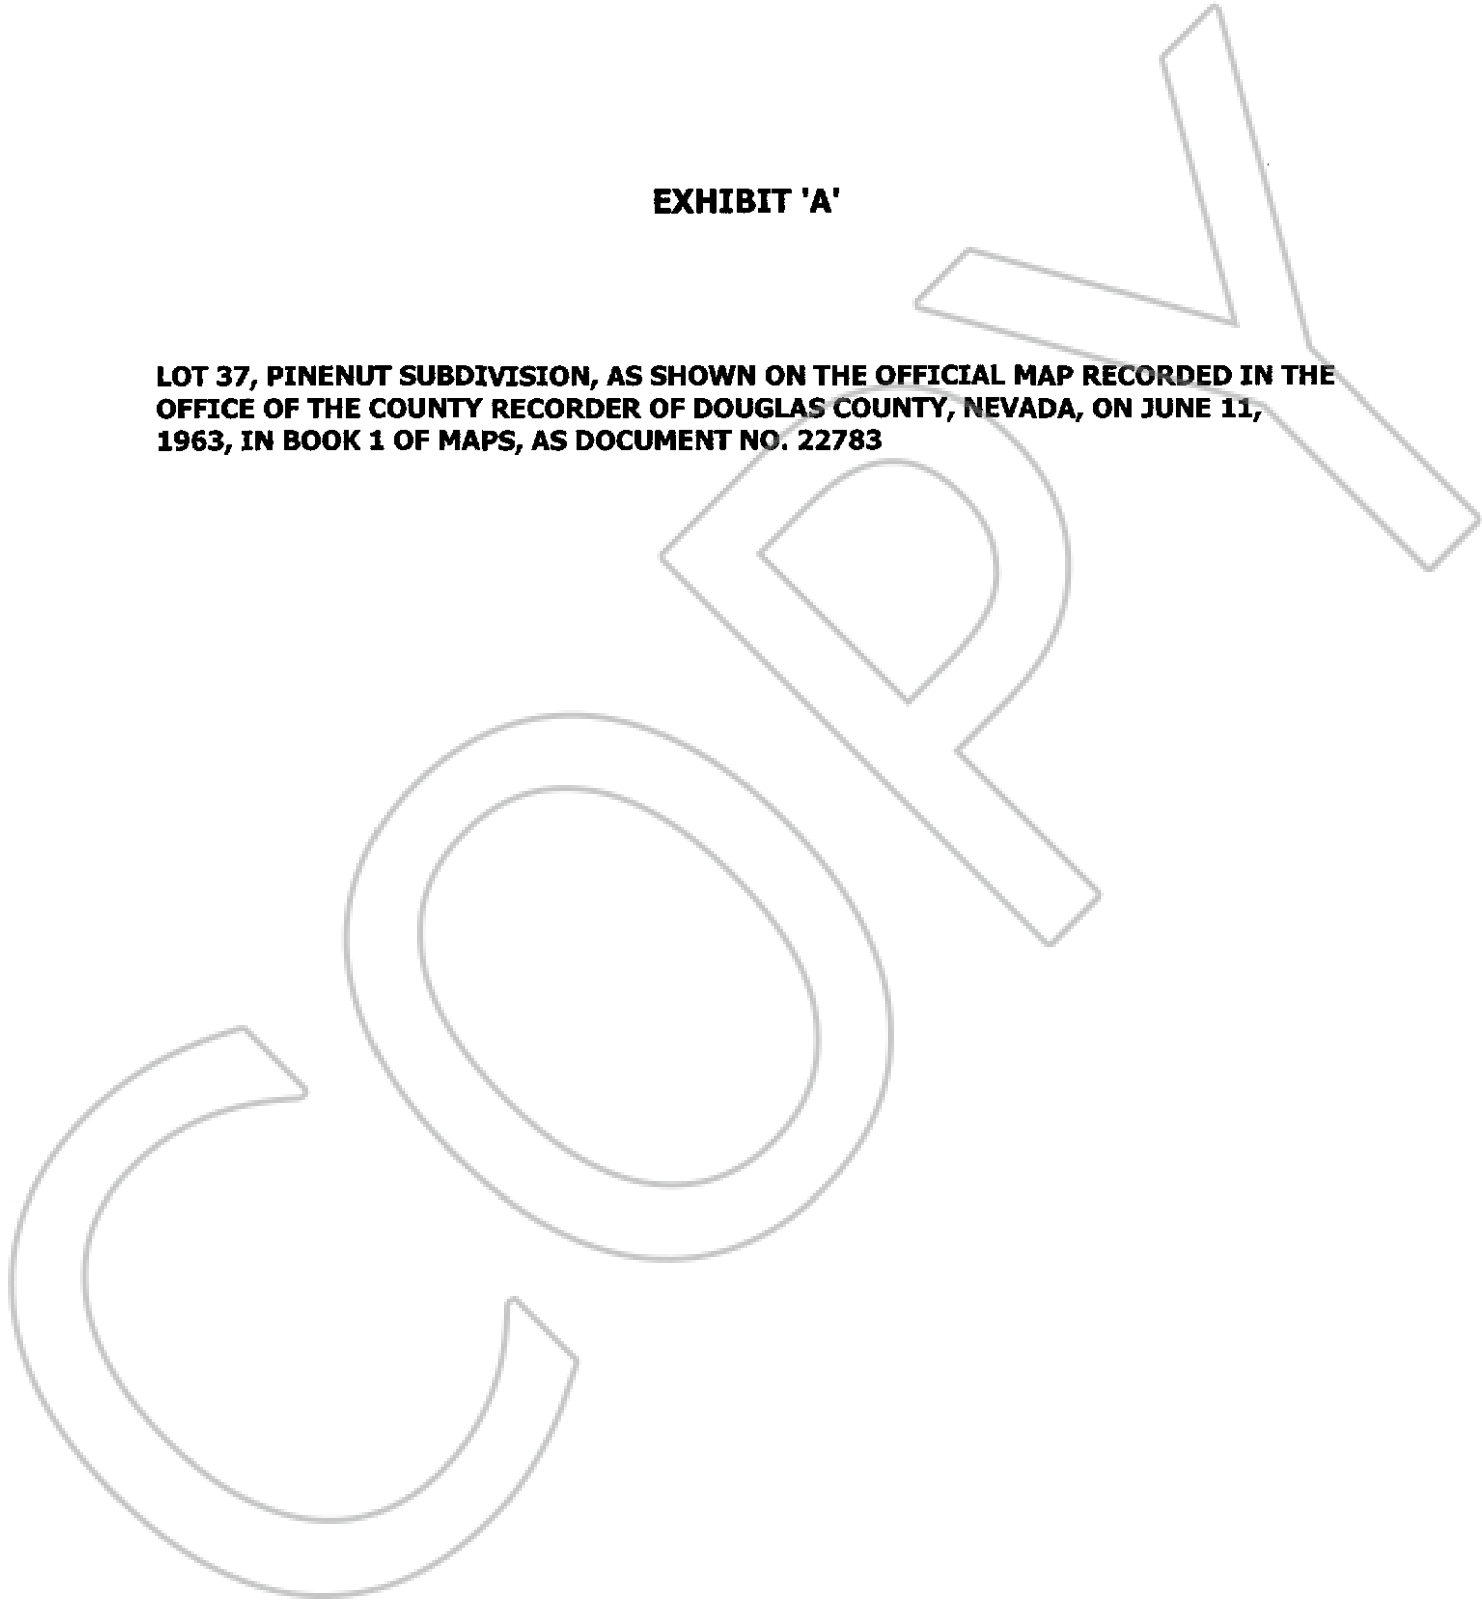 EXHIBIT 'A'
LOT 37, PINENUT SUBDIVISION, AS SHOWN ON THE OFFICIAL MAP RECORDED IN THE
OFFICE OF THE COUNTY RECORDER OF DOUGLAS COUNTY, NEVADA, ON JUNE 11,
1963, IN BOOK 1 OF MAPS, AS DOCUMENT NO. 22783
COPY